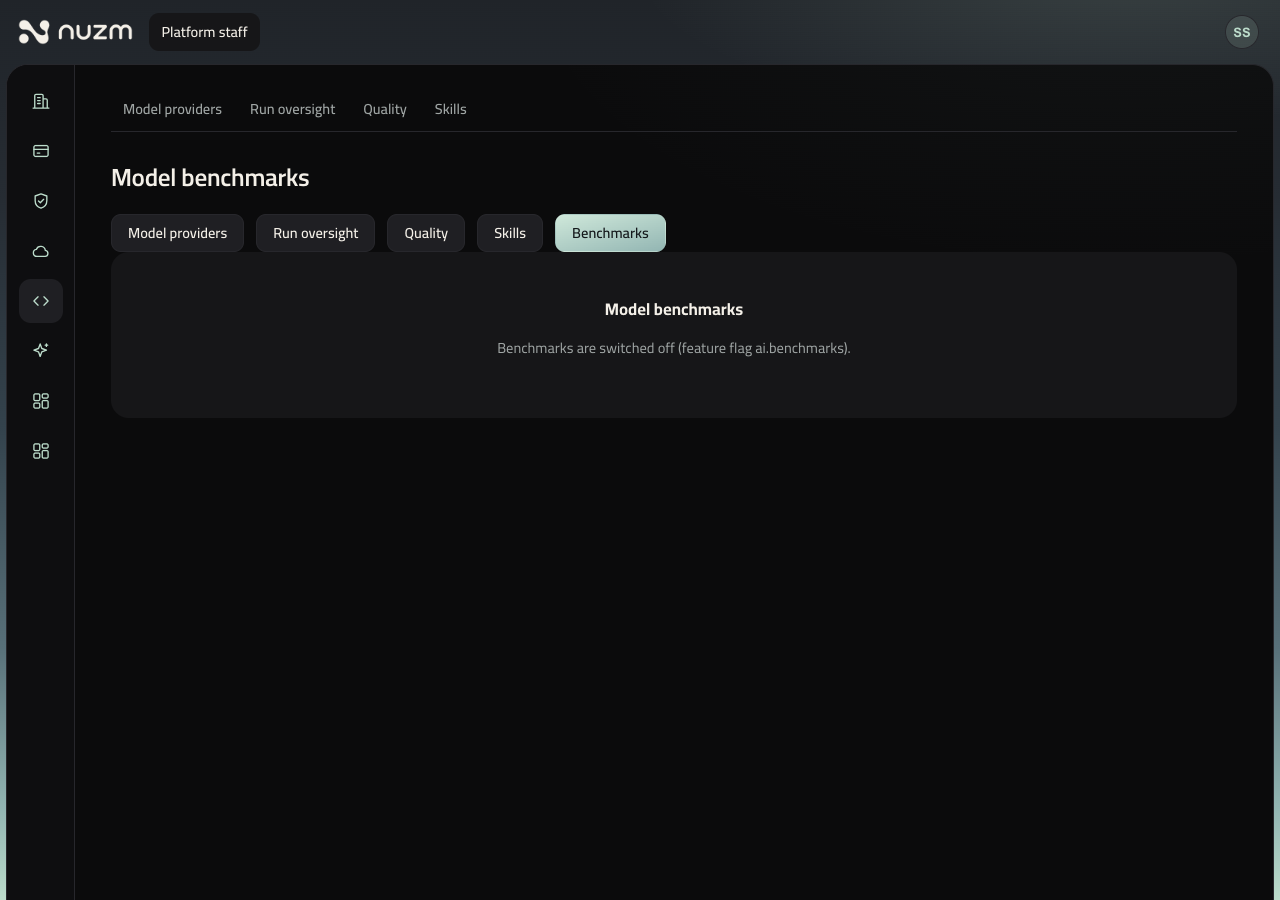 nuzm
Platform staff
SS
Model providers
Run oversight
Quality
Skills
Model benchmarks
Model providers
Run oversight
Quality
Skills
Benchmarks
Model benchmarks
Benchmarks are switched off (feature flag ai.benchmarks).